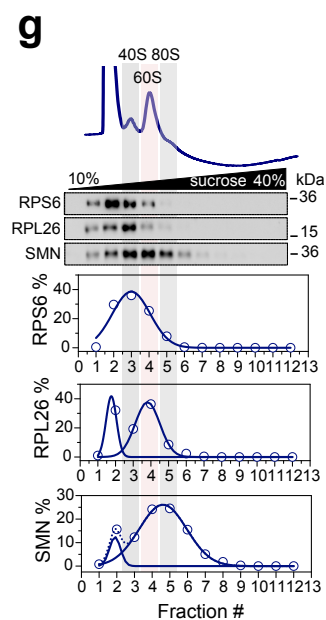 g
40S 80S
60S
10% sucrose 40% kDa
RPS6 -36
RPL26 -15
SMN -36
RPS6 %
40
20
0
0 1 2 3 4 5 6 7 8 9 10 11 12 13
RPL26 %
40
20
0
0 1 2 3 4 5 6 7 8 9 10 11 12 13
SMN %
30
20
10
0
0 1 2 3 4 5 6 7 8 9 10 11 12 13
Fraction #